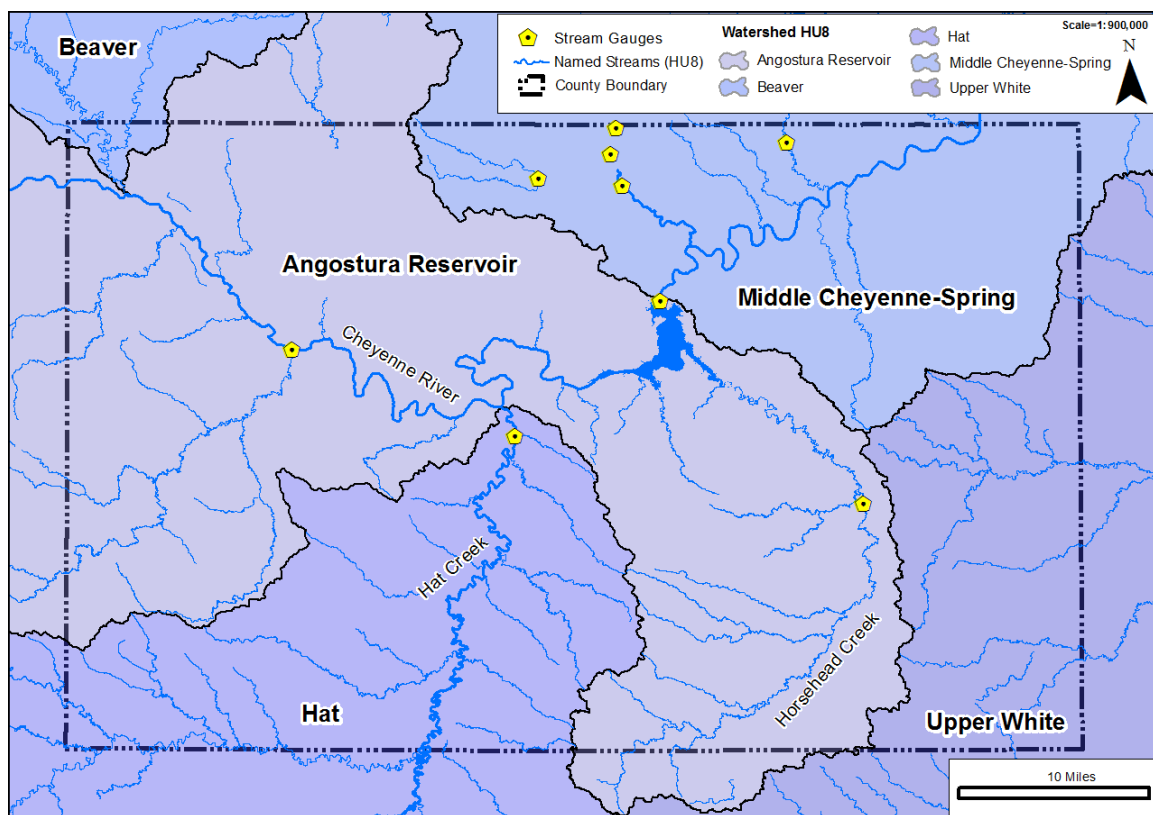 Beaver
Stream Gauges
Named Streams (HU8)
County Boundary
Watershed HU8
Angostura Reservoir
Beaver
Hat
Middle Cheyenne-Spring
Upper White
Scale=1:900,000
N
Angostura Reservoir
Middle Cheyenne-Spring
Cheyenne River
Hat Creek
Horsehead Creek
Hat
Upper White
10 Miles